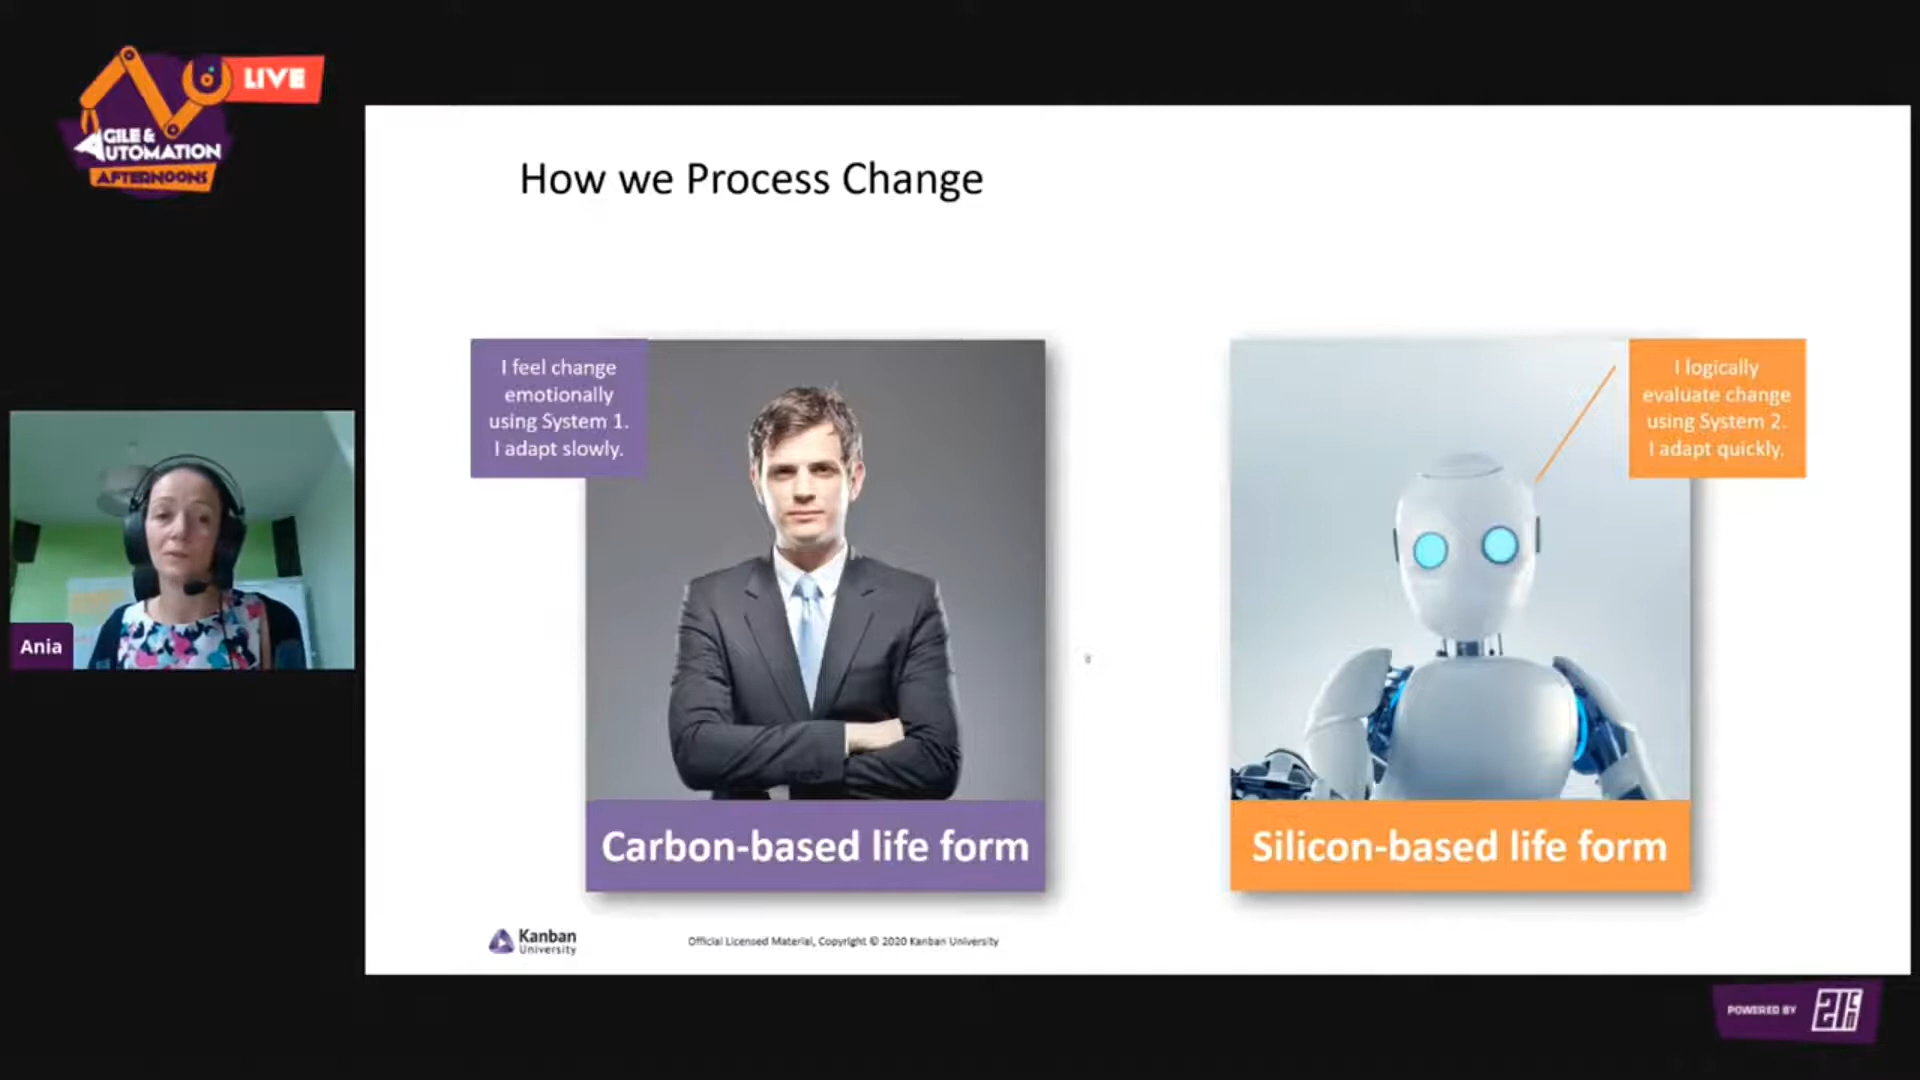 LIVE
AGILE &
AUTOMATION
AFTERNOONS
How we Process Change
I feel change
emotionally
using System 1.
I adapt slowly.
I logically
evaluate change
using System 2.
I adapt quickly.
Ania
Carbon-based life form
Silicon-based life form
Kanban
University
Official Licensed Material, Copyright © 2020 Kanban University
POWERED BY